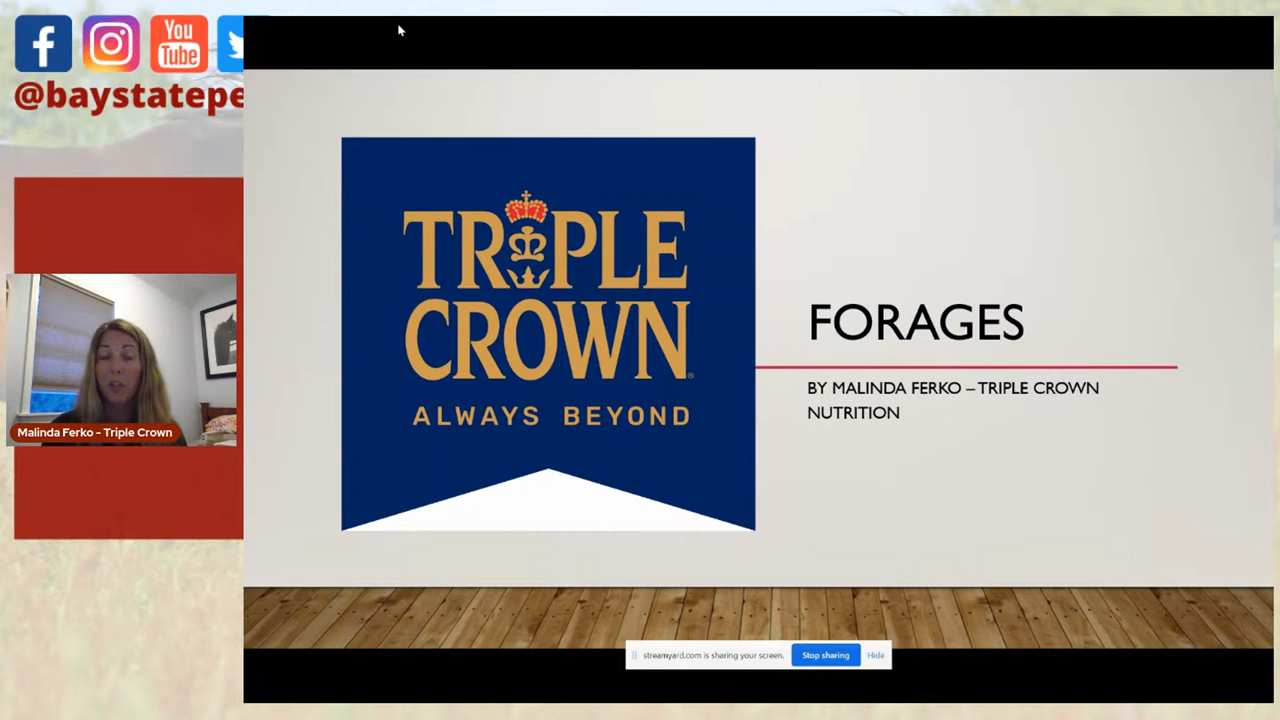 You
Tube
@baystatepe
TRIPLE
CROWN
ALWAYS BEYOND
FORAGES
BY MALINDA FERKO – TRIPLE CROWN
NUTRITION
Malinda Ferko - Triple Crown
streamyard.com is sharing your screen.
Stop sharing
Hide